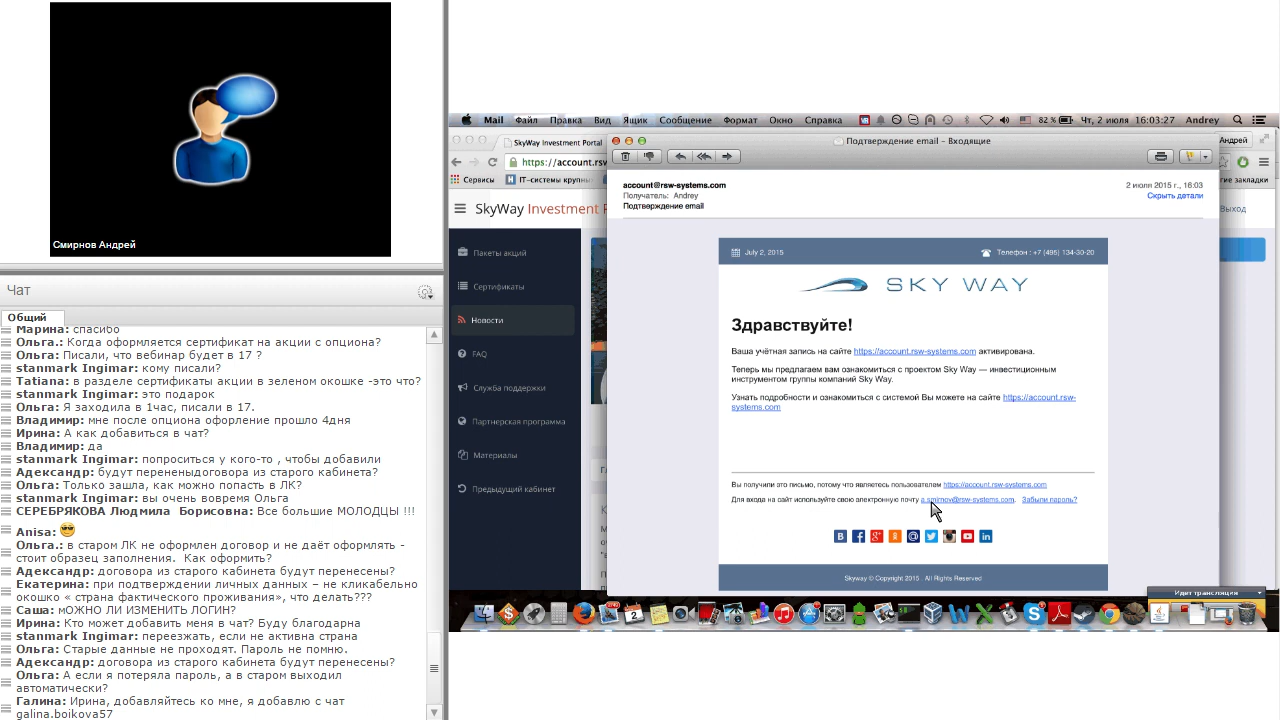 Смирнов Андрей
Чат
Общий
Марина: спасибо
Ольга.: Когда оформляется сертификат на акции с опциона?
Ольга: Писали, что вебинар будет в 17 ?
stanmark Ingimar: кому писали?
Tatiana: в разделе сертификаты акции в зеленом окошке -это что?
stanmark Ingimar: это подарок
Ольга: Я заходила в 1час, писали в 17.
Владимир: мне после опциона офорление прошло 4дня
Ирина: А как добавиться в чат?
Владимир: да
stanmark Ingimar: попроситься у кого-то , чтобы добавили
Адександр: будут перененыдоговора из старого кабинета?
Ольга: Только зашла, как можно попасть в ЛК?
stanmark Ingimar: вы очень вовремя Ольга
СЕРЕБРЯКОВА Людмила Борисовна: Все большие МОЛОДЦЫ !!!
Anisa:
Ольга.: в старом ЛК не оформлен договор и не даёт оформлять -
стоит образец заполнения. Как оформить?
Адександр: договора из старого кабинета будут перенесены?
Екатерина: при подтверждении личных данных – не кликабельно
окошко « страна фактического проживания», что делать???
Саша: мОЖНО ЛИ ИЗМЕНИТЬ ЛОГИН?
Ирина: Кто может добавить меня в чат? Буду благодарна
stanmark Ingimar: переезжать, если не активна страна
Ольга: Старые данные не проходят. Пароль не помню.
Адександр: договора из старого кабинета будут перенесены?
Ольга: А если я потеряла пароль, а в старом выходил
автоматически?
Галина: Ирина, добавляйтесь ко мне, я добавлю с чат
galina.boikova57
Mail Файл Правка Вид Ящик Сообщение Формат Окно Справка 82 % Чт, 2 июля 16:03:27 Andrey
SkyWay Investment Portal
Андрей
https://account.rsw
Сервисы IT-системы крупн
гие закладки
SkyWay Investment P
Выход
Пакеты акций
Сертификаты
Новости
FAQ
Служба поддержки
Партнерская программа
Материалы
Предыдущий кабинет
Подтверждение email – Входящие
account@rsw-systems.com
2 июля 2015 г., 16:03
Получатель: Andrey
Скрыть детали
Подтверждение email
July 2, 2015
Телефон : +7 (495) 134-30-20
SKY WAY
Здравствуйте!
Ваша учётная запись на сайте https://account.rsw-systems.com активирована.
Теперь мы предлагаем вам ознакомиться с проектом Sky Way — инвестиционным
инструментом группы компаний Sky Way.
Узнать подробности и ознакомиться с системой Вы можете на сайте https://account.rsw-
systems.com
Вы получили это письмо, потому что являетесь пользователем https://account.rsw-systems.com
Для входа на сайт используйте свою электронную почту a.smirnov@rsw-systems.com. Забыли пароль?
Skyway © Copyright 2015 . All Rights Reserved
Идет трансляция